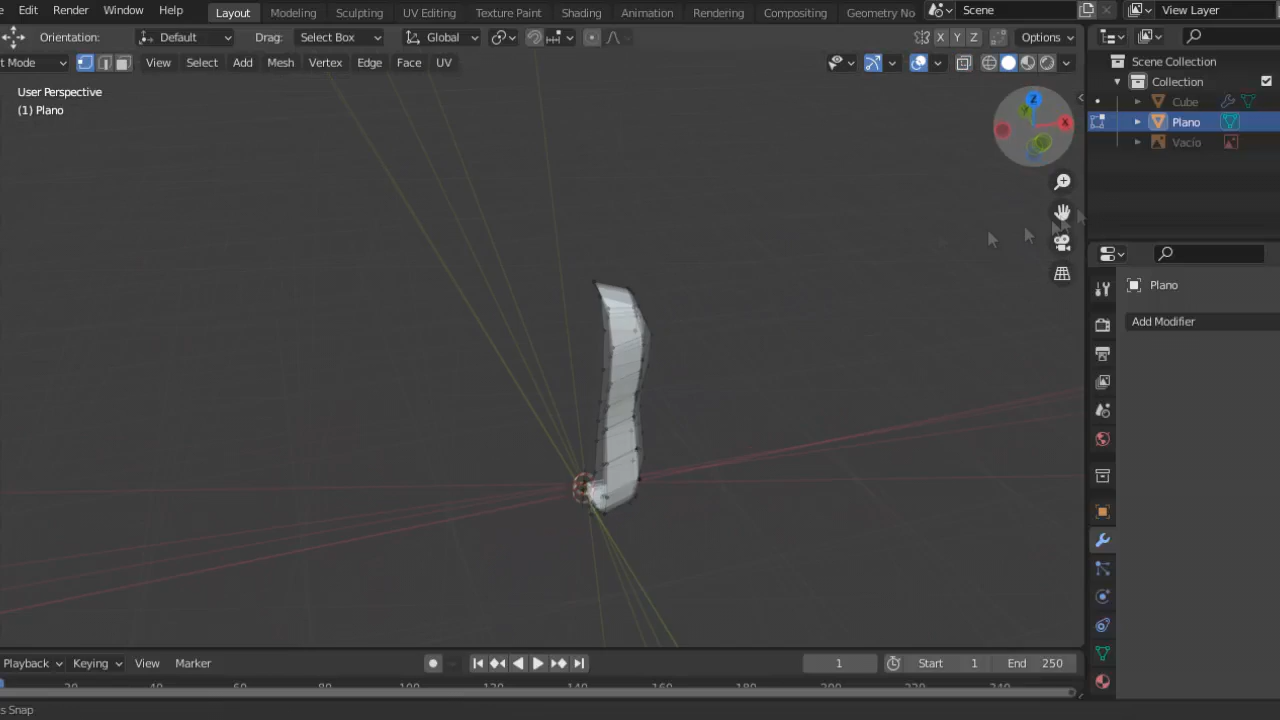 Edit Render Window Help Layout Modeling Sculpting UV Editing Texture Paint Shading Animation Rendering Compositing Geometry No Scene View Layer
Orientation: Default Drag: Select Box Global X Y Z Options
t Mode View Select Add Mesh Vertex Edge Face UV
User Perspective
(1) Plano
Z
Y
X
Scene Collection
Collection
Cube
Plano
Vacío
Plano
Add Modifier
Playback Keying View Marker 1 Start 1 End 250
s Snap